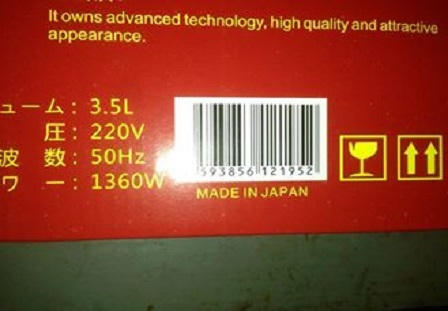 It owns advanced technology, high quality and attractive
appearance.
ューム: 3.5L
圧: 220V
波 数: 50Hz
ワ ー: 1360W
593856 121952
MADE IN JAPAN